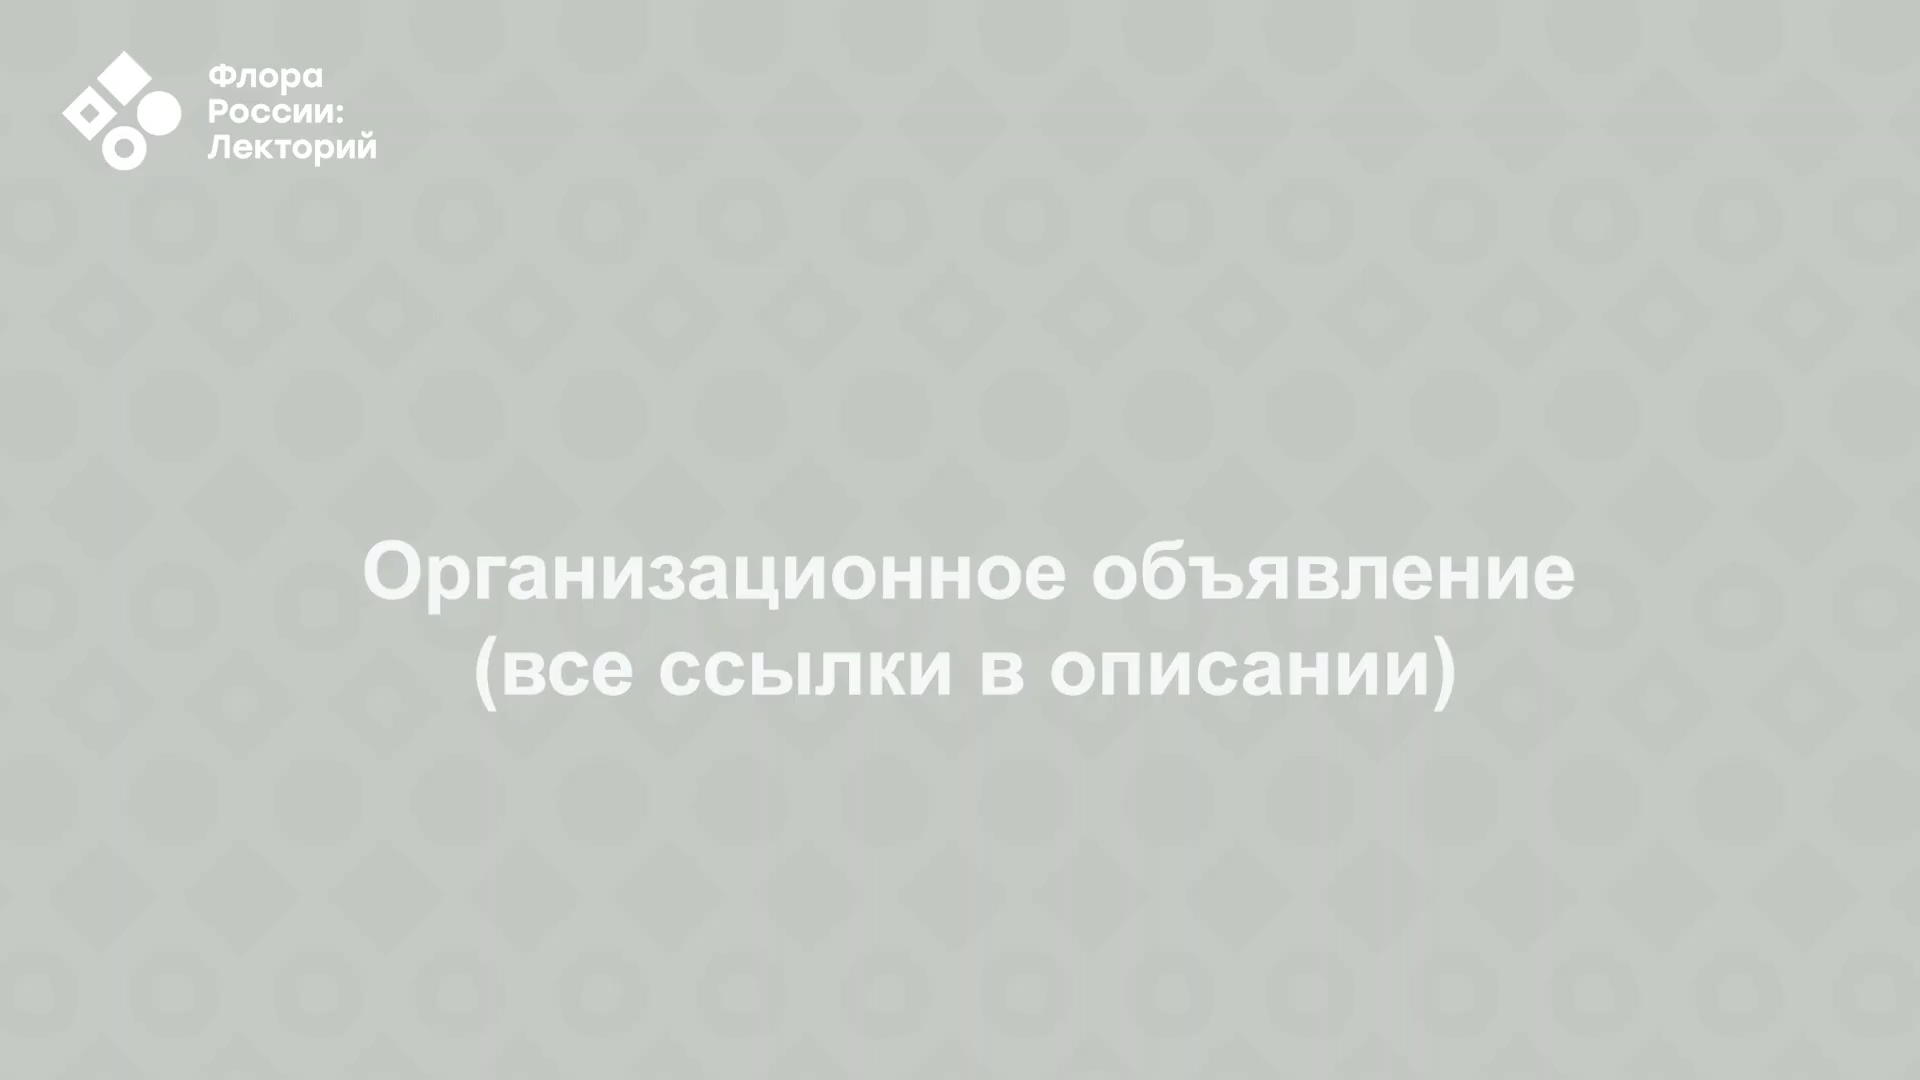 Флора
России:
Лекторий
Организационное объявление
(все ссылки в описании)